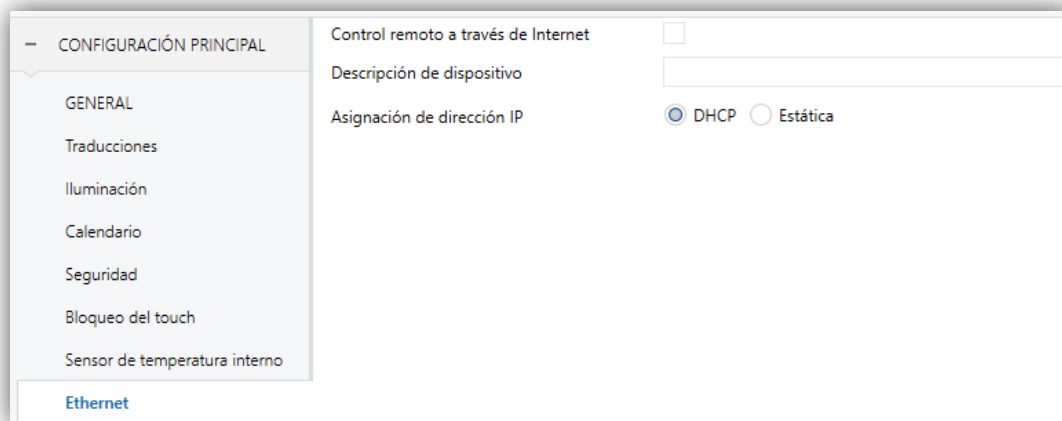 CONFIGURACIÓN PRINCIPAL
GENERAL
Traducciones
Iluminación
Calendario
Seguridad
Bloqueo del touch
Sensor de temperatura interno
Ethernet
Control remoto a través de Internet
Descripción de dispositivo
Asignación de dirección IP DHCP Estática